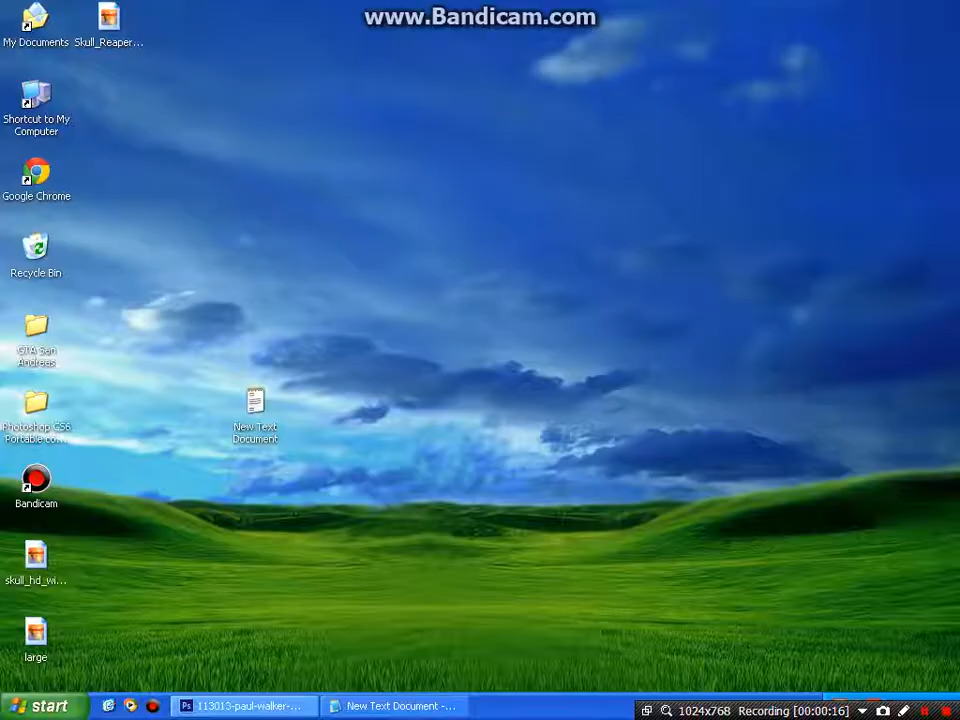 www.Bandicam.com
My Documents
Skull_Reaper...
Shortcut to My
Computer
Google Chrome
Recycle Bin
GTA San
Andreas
Photoshop CS6
Portable co...
New Text
Document
Bandicam
skull_hd_wi...
large
start
Ps
113013-paul-walker-...
New Text Document -...
1024x768
Recording [00:00:16]